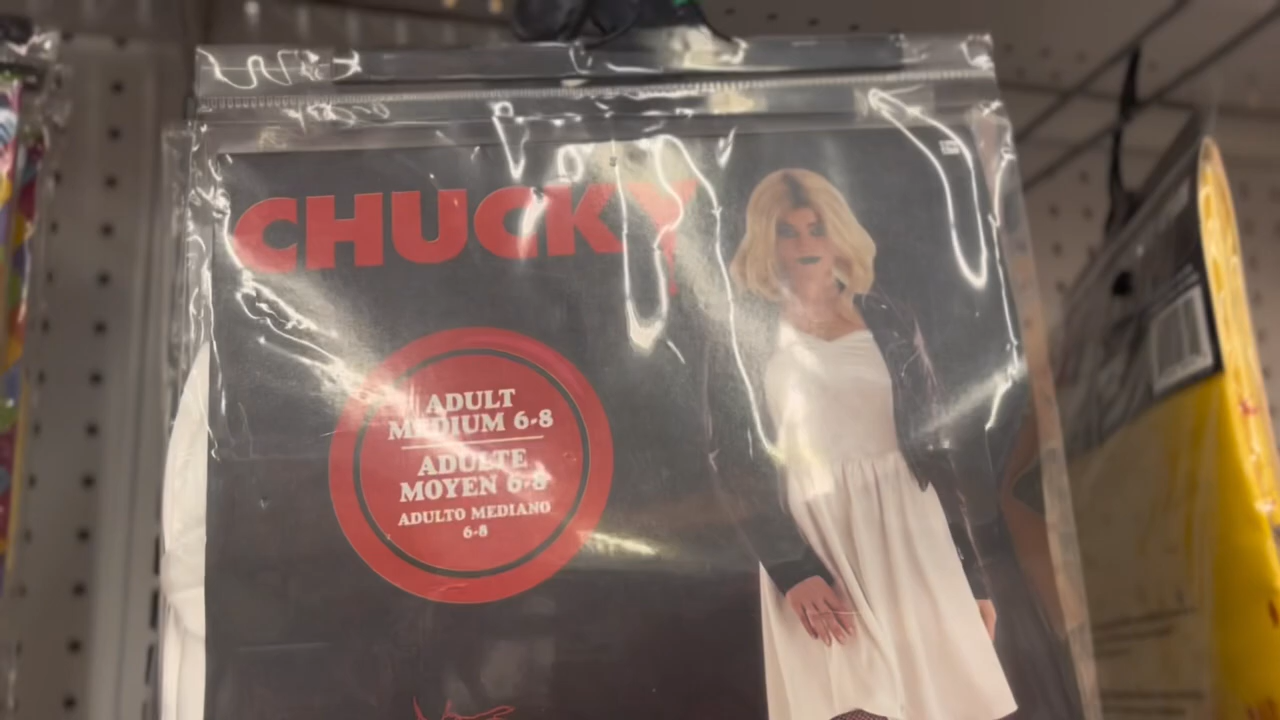 CHUCKY
ADULT
MEDIUM 6-8
ADULTE
MOYEN 6-8
ADULTO MEDIANO
6-8